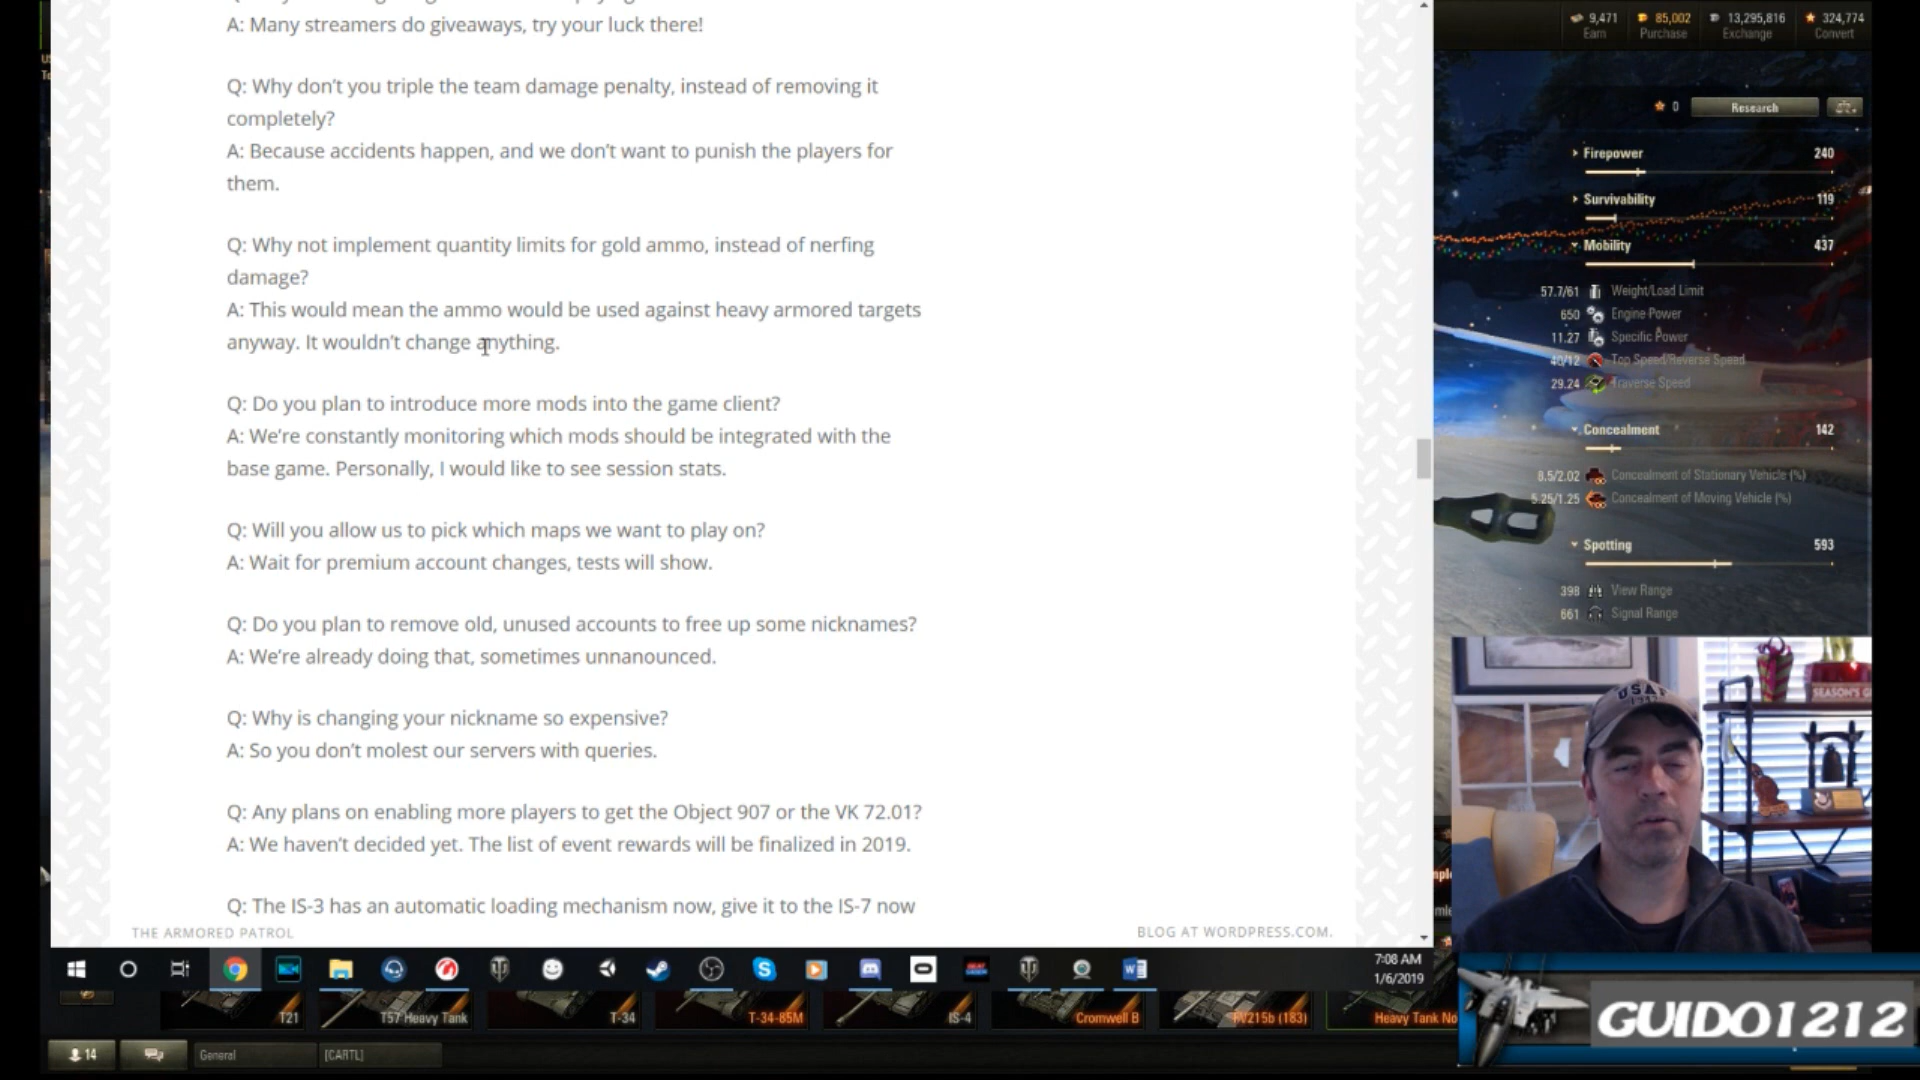 A: Many streamers do giveaways, try your luck there!
Q: Why don't you triple the team damage penalty, instead of removing it
completely?
A: Because accidents happen, and we don't want to punish the players for
them.
Q: Why not implement quantity limits for gold ammo, instead of nerfing
damage?
A: This would mean the ammo would be used against heavy armored targets
anyway. It wouldn't change anything.
Q: Do you plan to introduce more mods into the game client?
A: We're constantly monitoring which mods should be integrated with the
base game. Personally, I would like to see session stats.
Q: Will you allow us to pick which maps we want to play on?
A: Wait for premium account changes, tests will show.
Q: Do you plan to remove old, unused accounts to free up some nicknames?
A: We're already doing that, sometimes unnanounced.
Q: Why is changing your nickname so expensive?
A: So you don't molest our servers with queries.
Q: Any plans on enabling more players to get the Object 907 or the VK 72.01?
A: We haven't decided yet. The list of event rewards will be finalized in 2019.
Q: The IS-3 has an automatic loading mechanism now, give it to the IS-7 now
THE ARMORED PATROL
BLOG AT WORDPRESS.COM.
9,471 85,002 13,295,816 324,774
Earn Purchase Exchange Convert
0 Research
Firepower 240
Survivability 119
Mobility 437
57.7/61 Weight/Load Limit
650 Engine Power
11.27 Specific Power
40/12 Top Speed/Reverse Speed
29.24 Traverse Speed
Concealment 142
8.5/2.02 Concealment of Stationary Vehicle (%)
5.25/1.25 Concealment of Moving Vehicle (%)
Spotting 593
398 View Range
661 Signal Range
7:08 AM
1/6/2019
T21
T57 Heavy Tank
T-34
T-34-85M
IS-4
Cromwell B
FV215b (183)
Heavy Tank No
14
General
[CARTL]
GUIDO1212